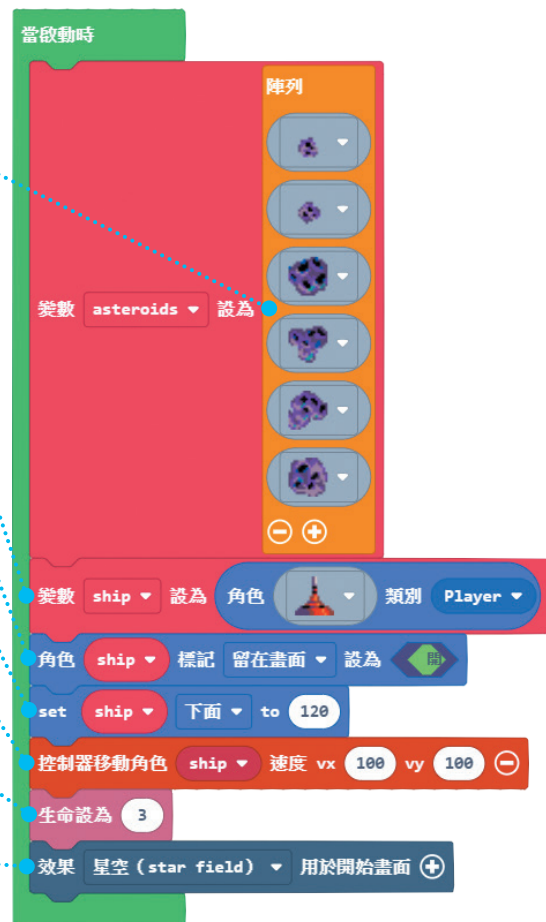 當啟動時
陣列
變數 asteroids 設為
變數 ship 設為 角色 類別 Player
角色 ship 標記 留在畫面 設為 開
set ship 下面 to 120
控制器移動角色 ship 速度 vx 100 vy 100
生命設為 3
效果 星空 (star field) 用於開始畫面